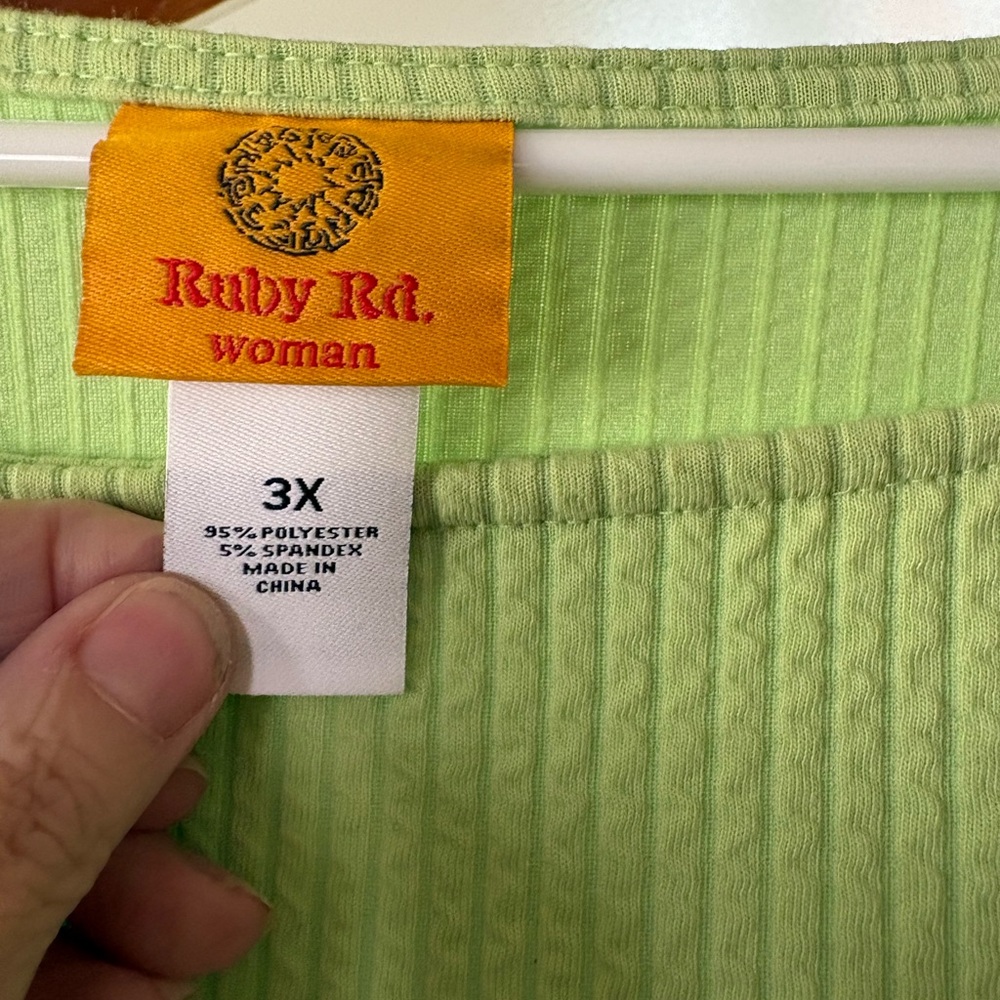 Ruby Rd.
woman
3X
95% POLYESTER
5% SPANDEX
MADE IN
CHINA